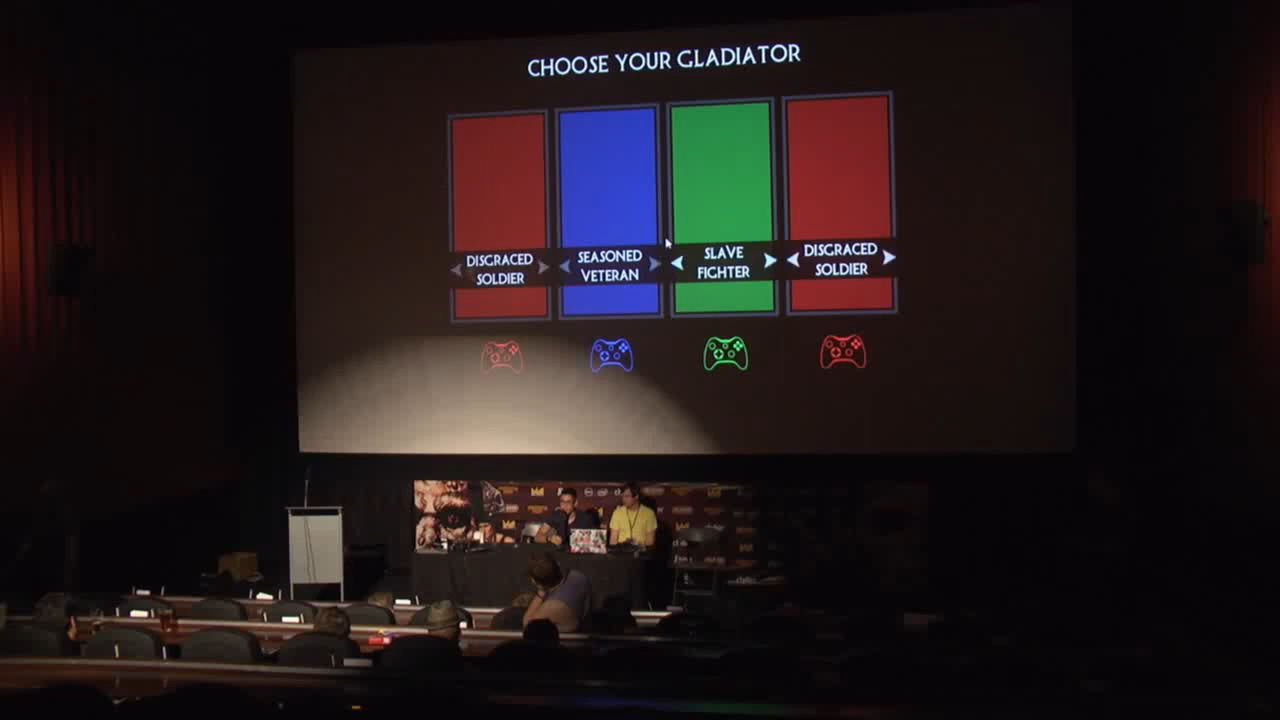 CHOOSE YOUR GLADIATOR
DISGRACED
SOLDIER
SEASONED
VETERAN
SLAVE
FIGHTER
DISGRACED
SOLDIER